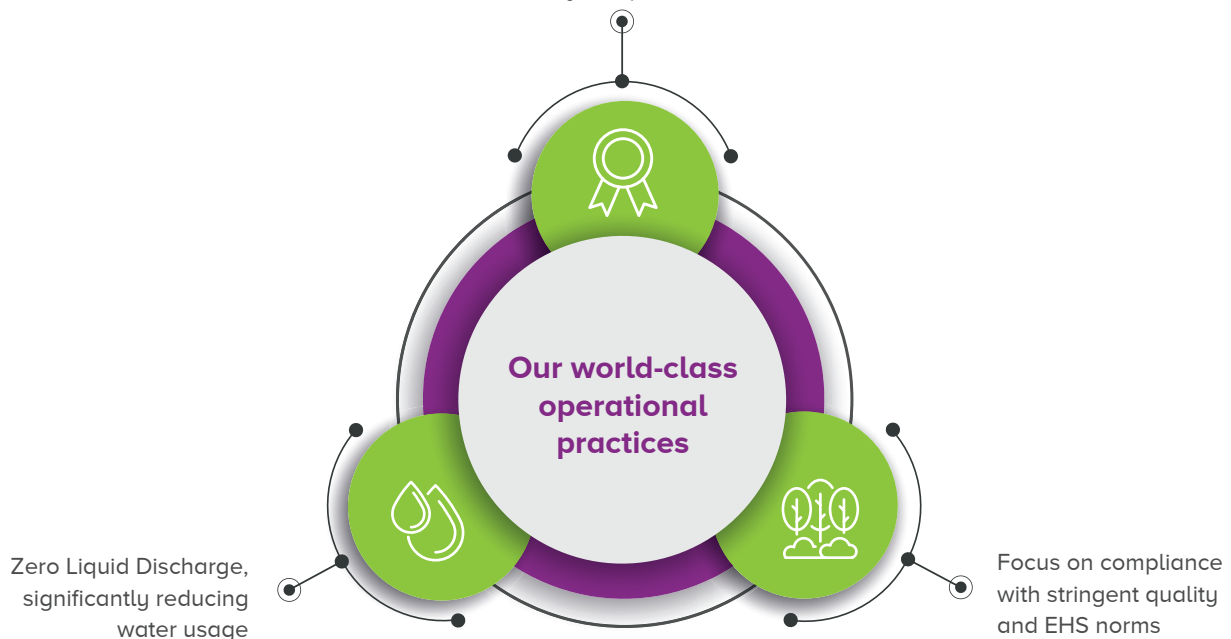 Our world-class
operational
practices
Zero Liquid Discharge,
significantly reducing
water usage
Focus on compliance
with stringent quality
and EHS norms